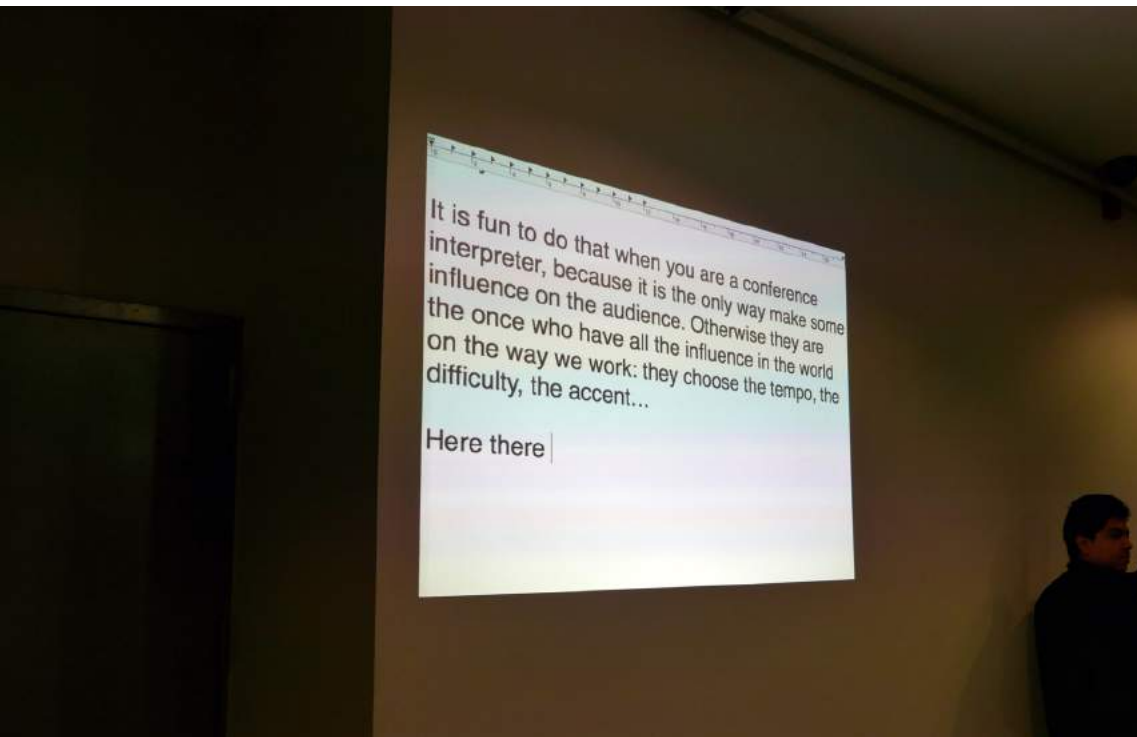 It is fun to do that when you are a conference
interpreter, because it is the only way make some
influence on the audience. Otherwise they are
the once who have all the influence in the world
on the way we work: they choose the tempo, the
difficulty, the accent...
Here there